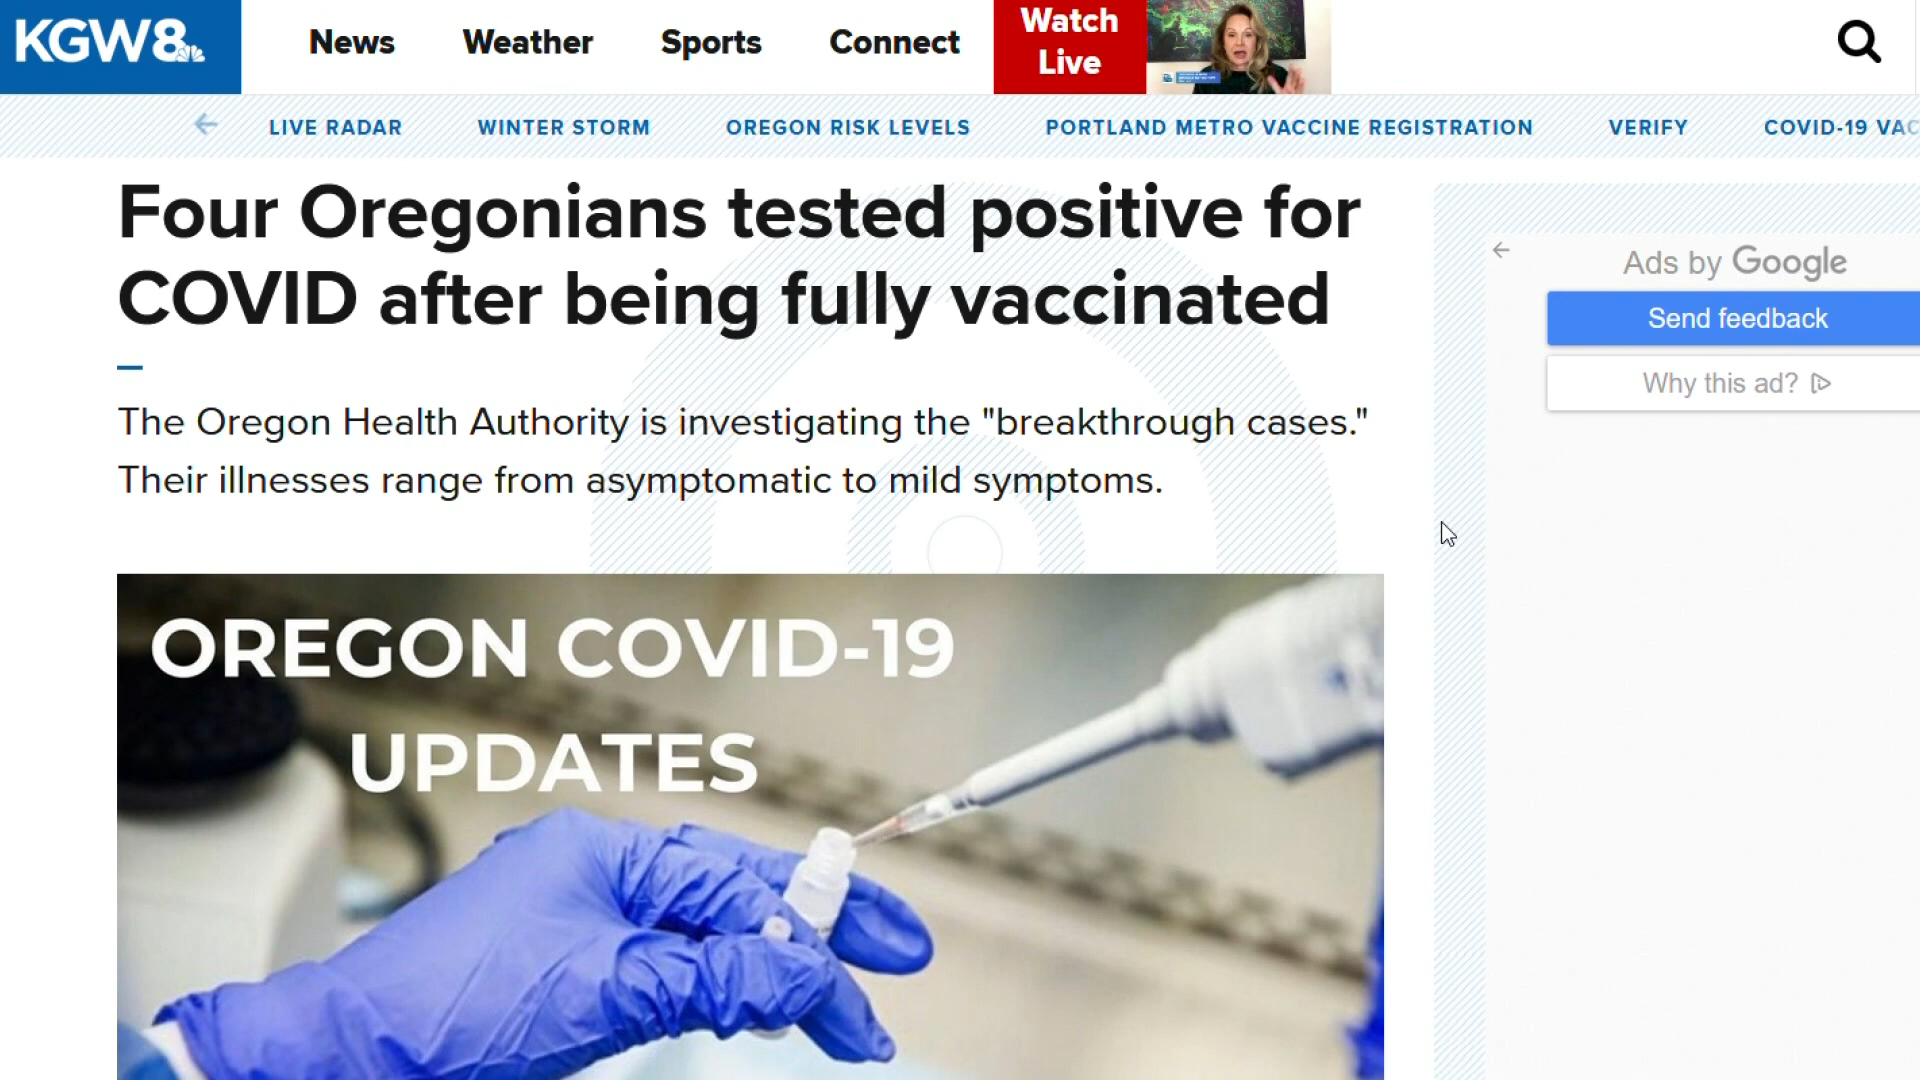 KGW8
News
Weather
Sports
Connect
Watch
Live
LIVE RADAR
WINTER STORM
OREGON RISK LEVELS
PORTLAND METRO VACCINE REGISTRATION
VERIFY
COVID-19 VAC
Four Oregonians tested positive for
COVID after being fully vaccinated
The Oregon Health Authority is investigating the "breakthrough cases."
Their illnesses range from asymptomatic to mild symptoms.
Ads by Google
Send feedback
Why this ad?
OREGON COVID-19
UPDATES